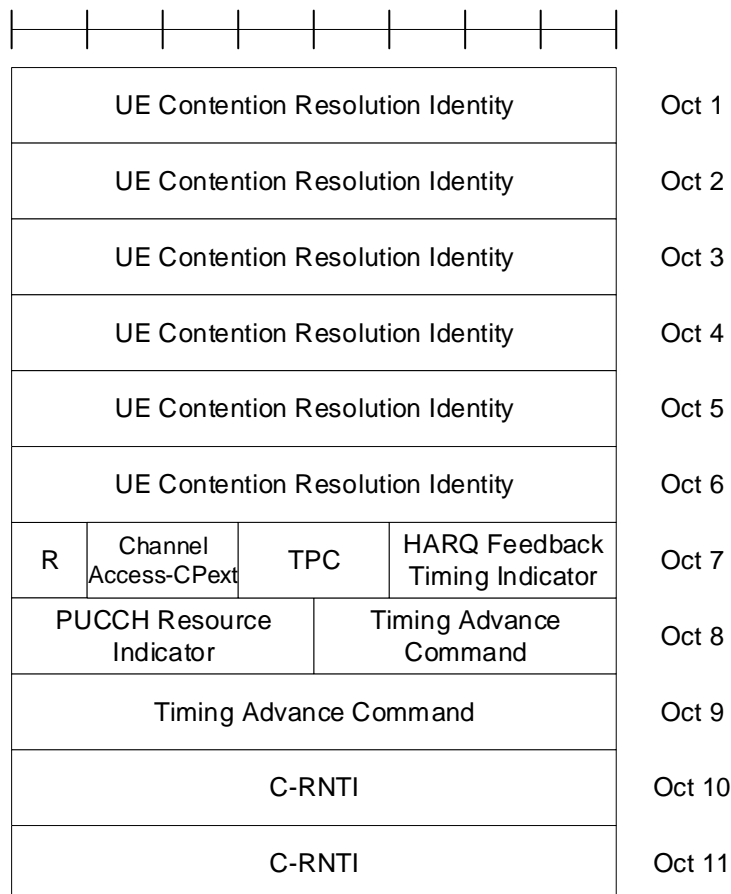 UE Contention Resolution Identity Oct 1
UE Contention Resolution Identity Oct 2
UE Contention Resolution Identity Oct 3
UE Contention Resolution Identity Oct 4
UE Contention Resolution Identity Oct 5
UE Contention Resolution Identity Oct 6
R
Channel
Access-CPext
TPC
HARQ Feedback
Timing Indicator
Oct 7
PUCCH Resource
Indicator
Timing Advance
Command
Oct 8
Timing Advance Command Oct 9
C-RNTI Oct 10
C-RNTI Oct 11